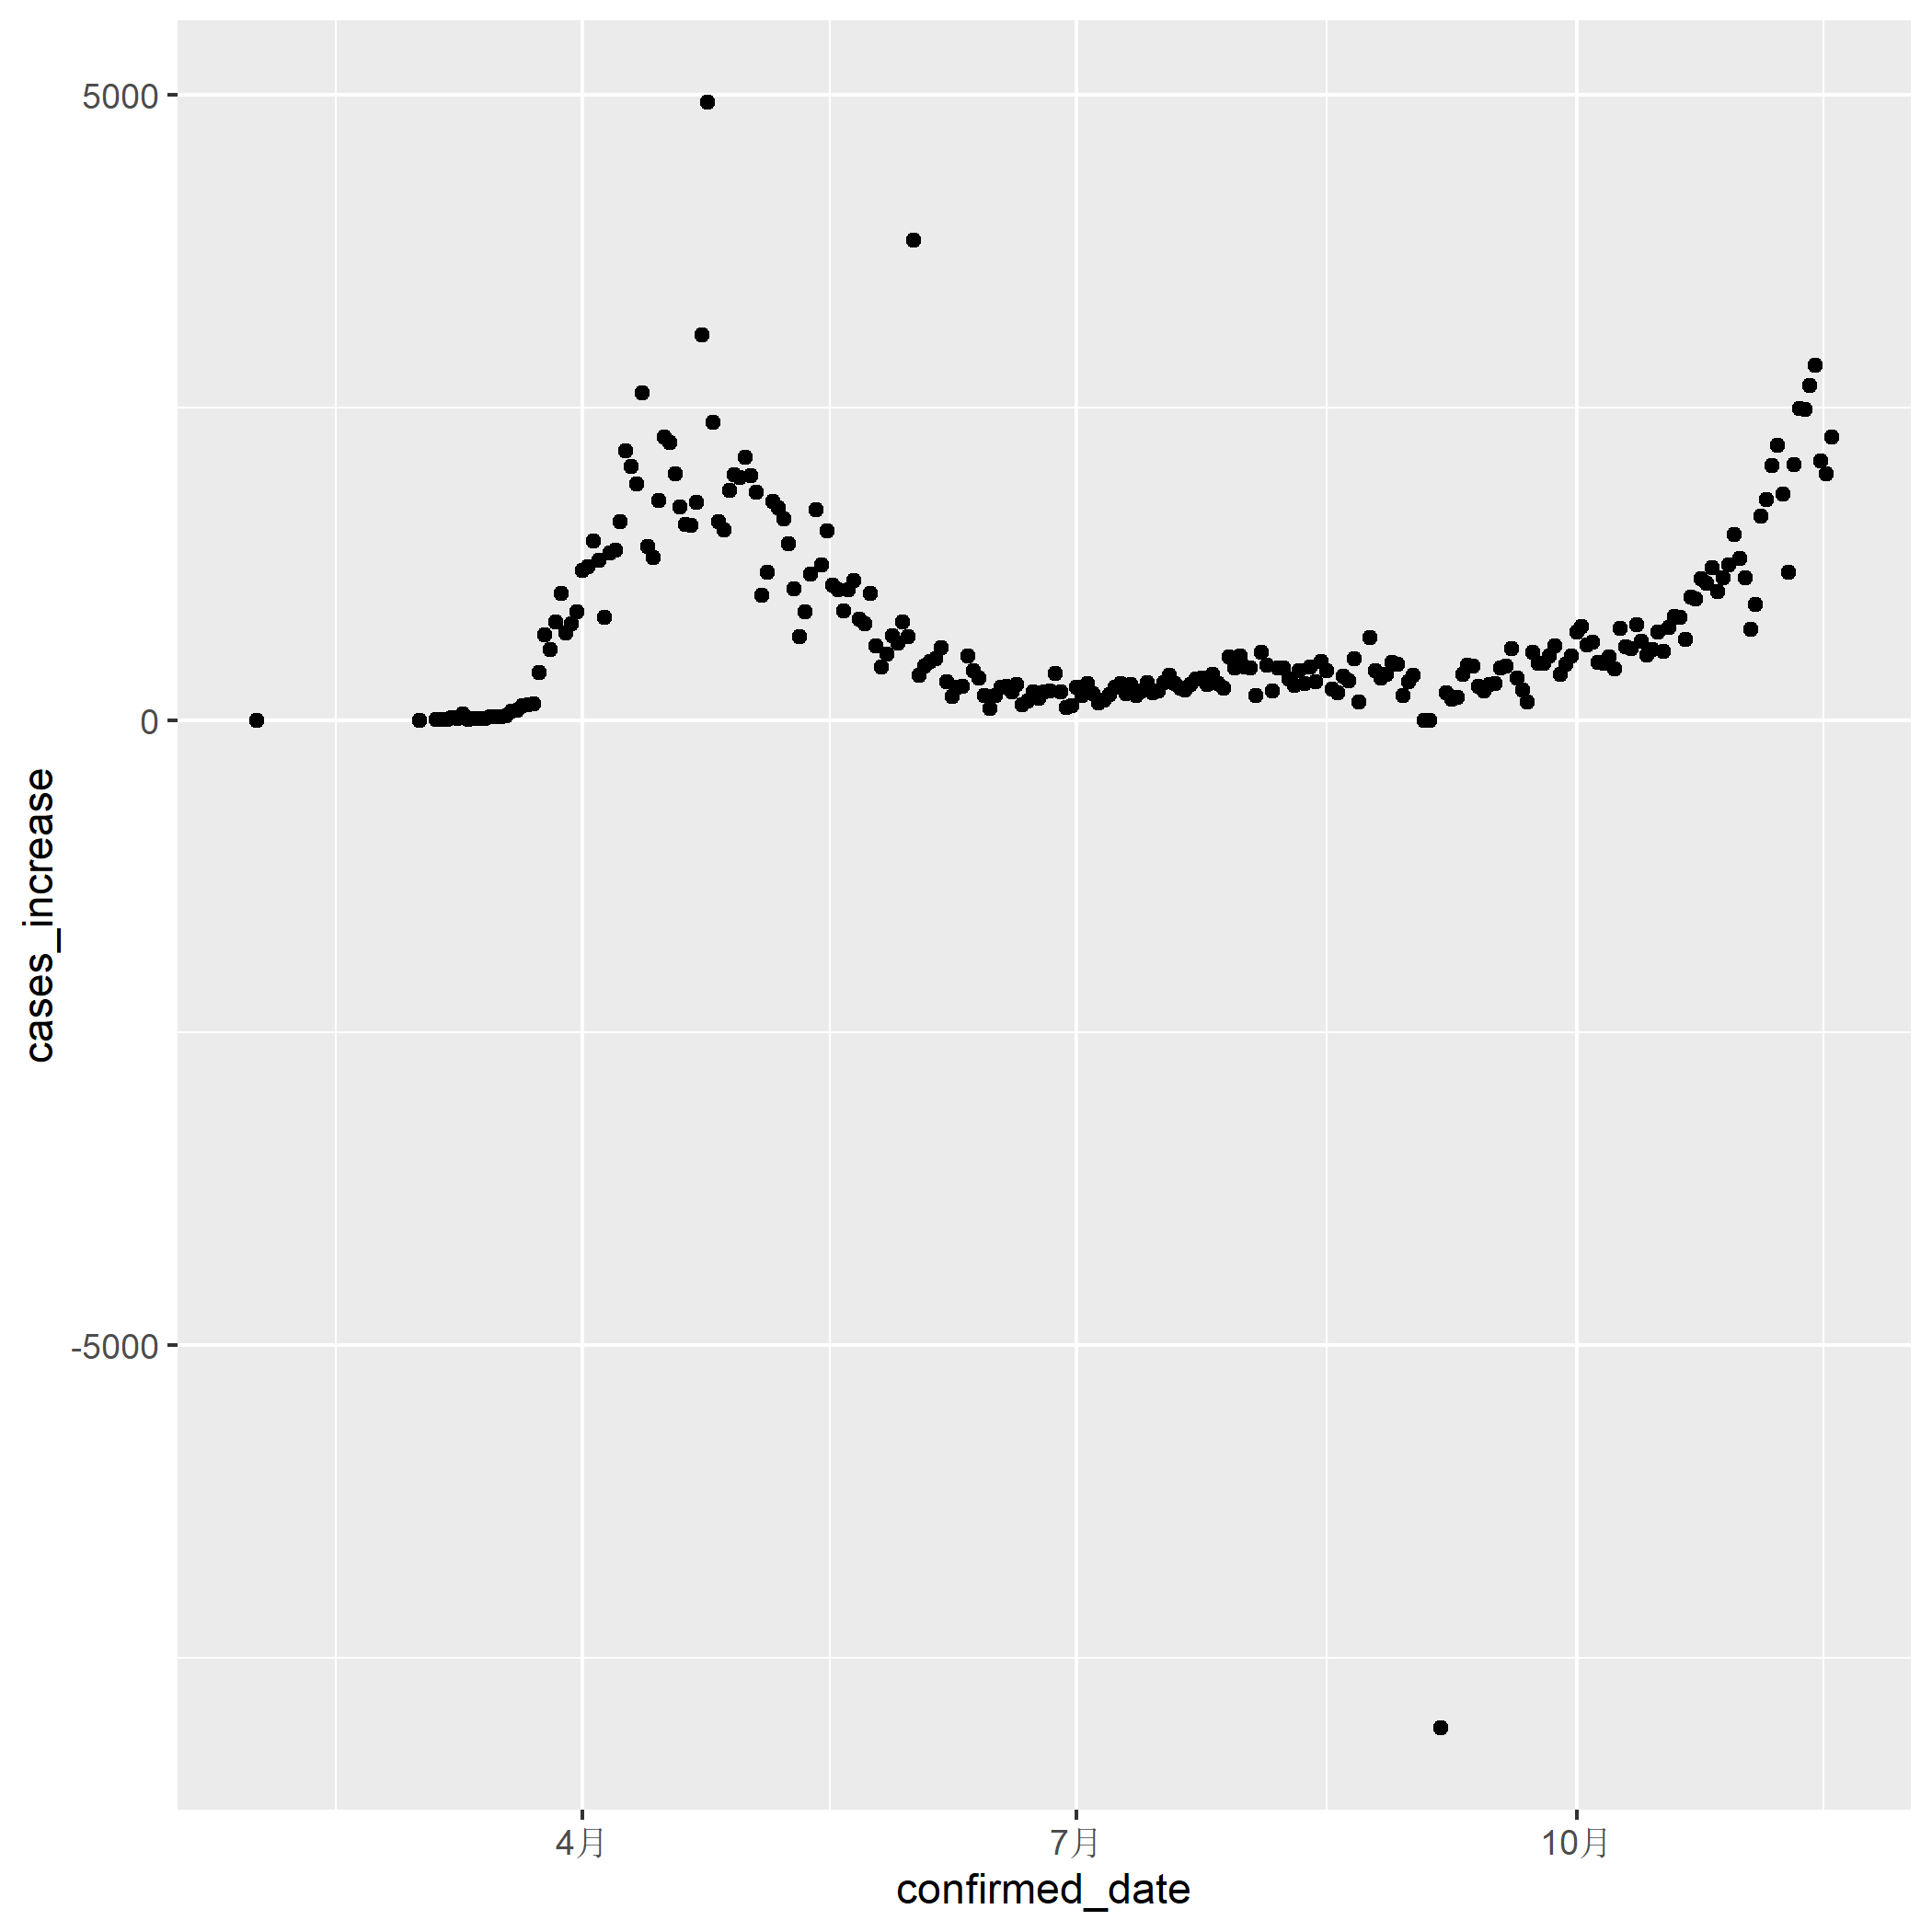 5000
0
-5000
cases_increase
4月
7月
10月
confirmed_date